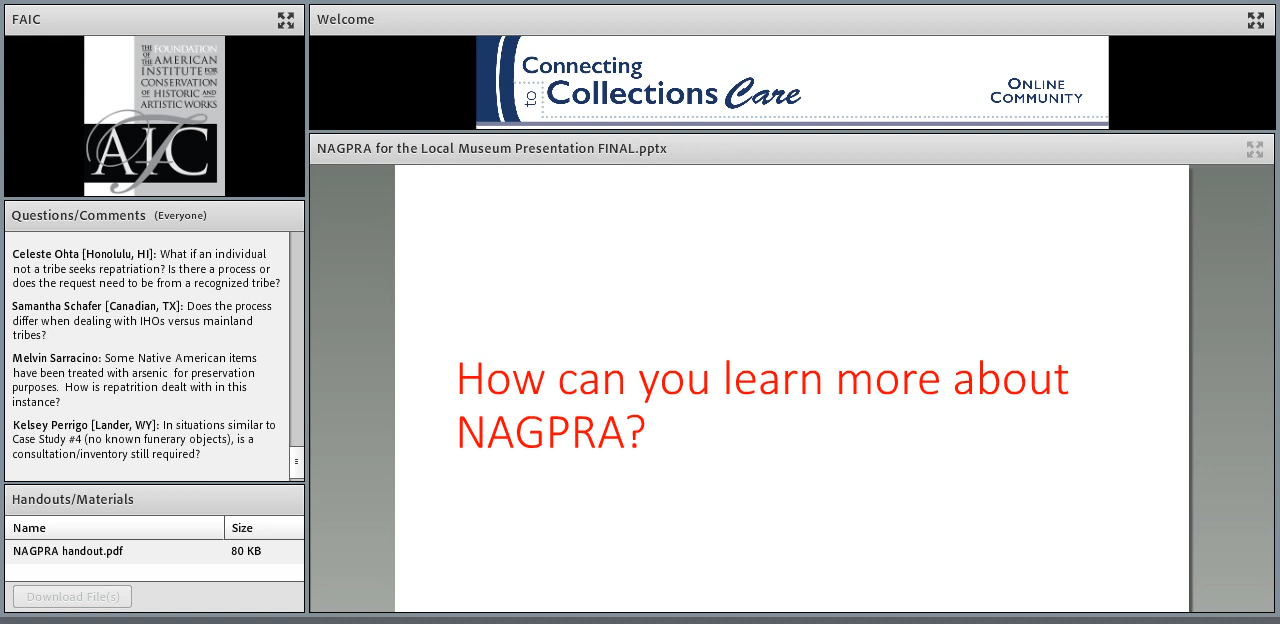 FAIC
THE FOUNDATION
OF THE AMERICAN
INSTITUTE FOR
CONSERVATION
OF HISTORIC AND
ARTISTIC WORKS
AIC
Questions/Comments (Everyone)
Celeste Ohta [Honolulu, HI]: What if an individual
not a tribe seeks repatriation? Is there a process or
does the request need to be from a recognized tribe?
Samantha Schafer [Canadian, TX]: Does the process
differ when dealing with IHOs versus mainland
tribes?
Melvin Sarracino: Some Native American items
have been treated with arsenic  for preservation
purposes.  How is repatrition dealt with in this
instance?
Kelsey Perrigo [Lander, WY]: In situations similar to
Case Study #4 (no known funerary objects), is a
consultation/inventory still required?
Handouts/Materials
Name Size
NAGPRA handout.pdf 80 KB
Download File(s)
Welcome
Connecting
to Collections Care
ONLINE
COMMUNITY
NAGPRA for the Local Museum Presentation FINAL.pptx
How can you learn more about
NAGPRA?